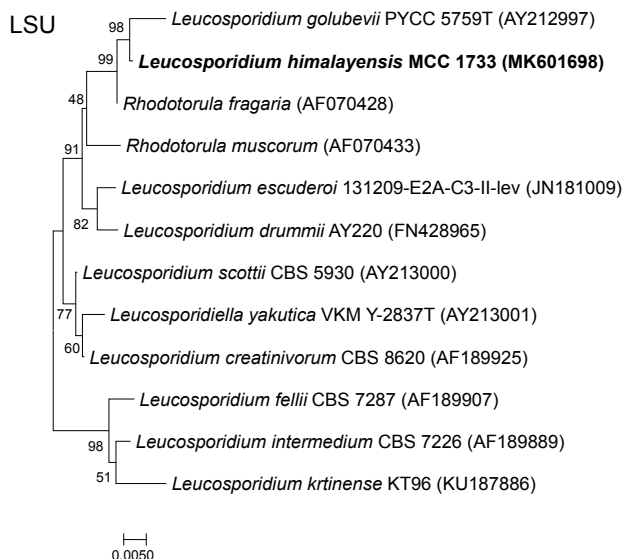 LSU
98
Leucosporidium golubevii PYCC 5759T (AY212997)
Leucosporidium himalayensis MCC 1733 (MK601698)
99
Rhodotorula fragaria (AF070428)
48
Rhodotorula muscorum (AF070433)
91
Leucosporidium escuderoi 131209-E2A-C3-II-lev (JN181009)
82
Leucosporidium drummii AY220 (FN428965)
Leucosporidium scottii CBS 5930 (AY213000)
77
Leucosporidiella yakutica VKM Y-2837T (AY213001)
60
Leucosporidium creatinivorum CBS 8620 (AF189925)
Leucosporidium fellii CBS 7287 (AF189907)
98
Leucosporidium intermedium CBS 7226 (AF189889)
51
Leucosporidium krtinense KT96 (KU187886)
0.0050